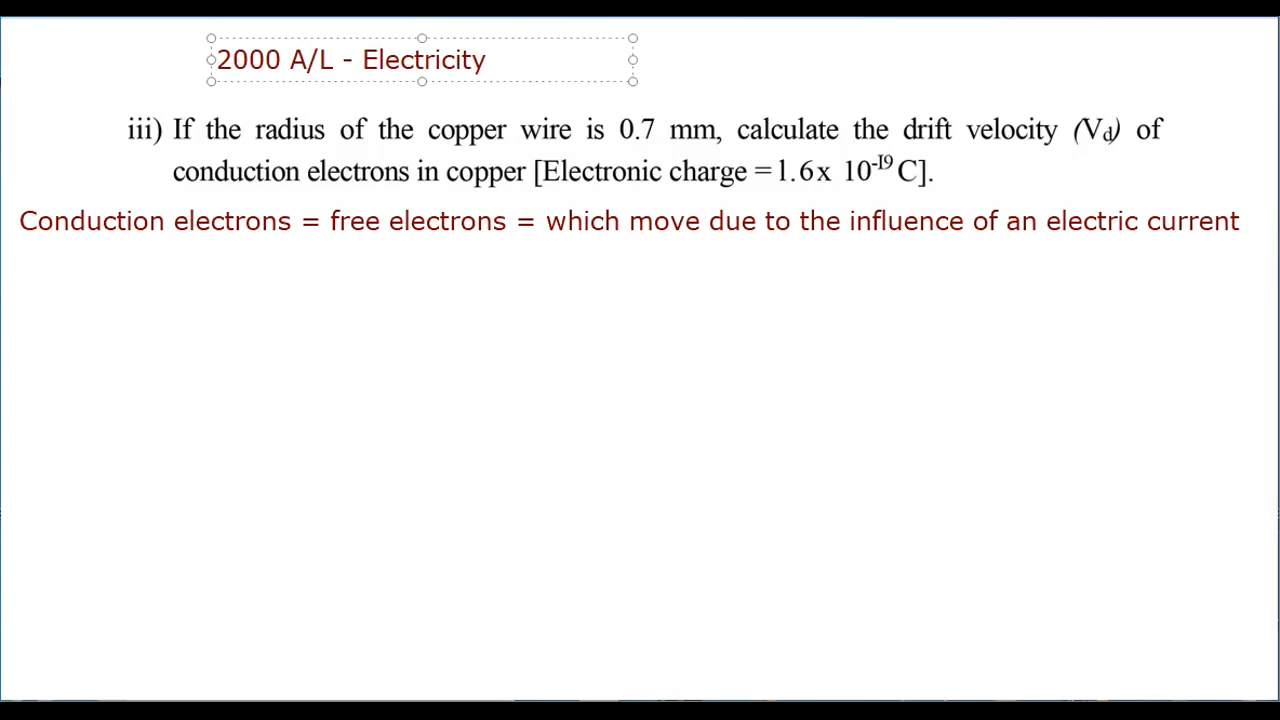 2000 A/L - Electricity
iii) If the radius of the copper wire is 0.7 mm, calculate the drift velocity (Vd) of
conduction electrons in copper [Electronic charge =1.6x 10-19 C].
Conduction electrons = free electrons = which move due to the influence of an electric current